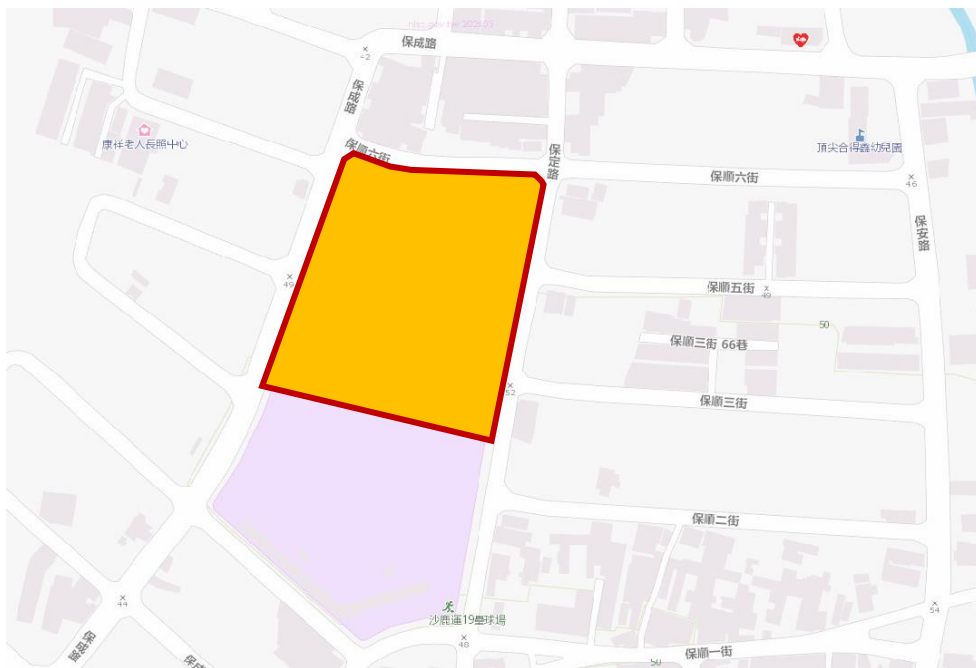 保成路
42
保成路
康祥老人長照中心
保順六街
保定路
頂尖合得鑫幼兒園
保順六街
46
保安路
49
保順五街
49
50
保順三街 66巷
52
保順三街
保順二街
44
沙鹿運19壘球場
48
54
保成路
保順一街
50